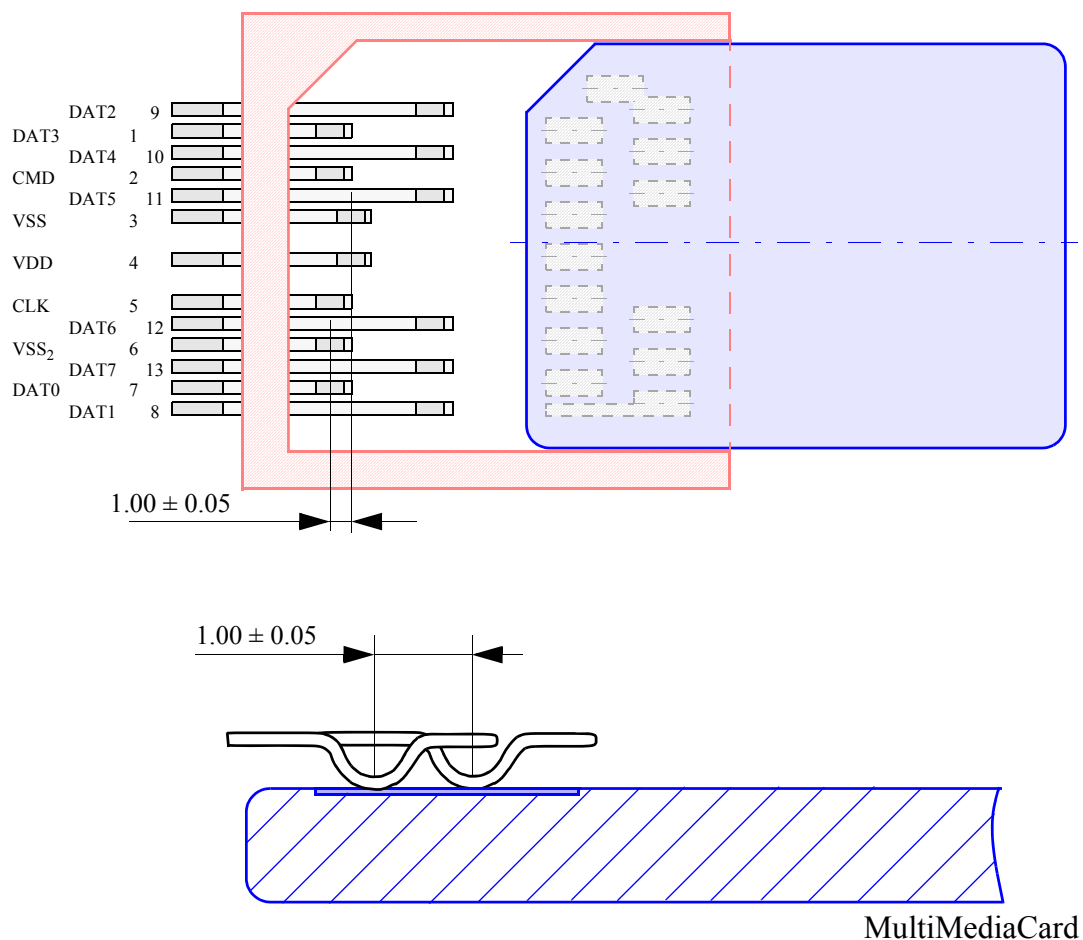 DAT2 9
DAT3 1
DAT4 10
CMD 2
DAT5 11
VSS 3
VDD 4
CLK 5
DAT6 12
VSS2 6
DAT7 13
DAT0 7
DAT1 8
1.00 ± 0.05
1.00 ± 0.05
MultiMediaCard